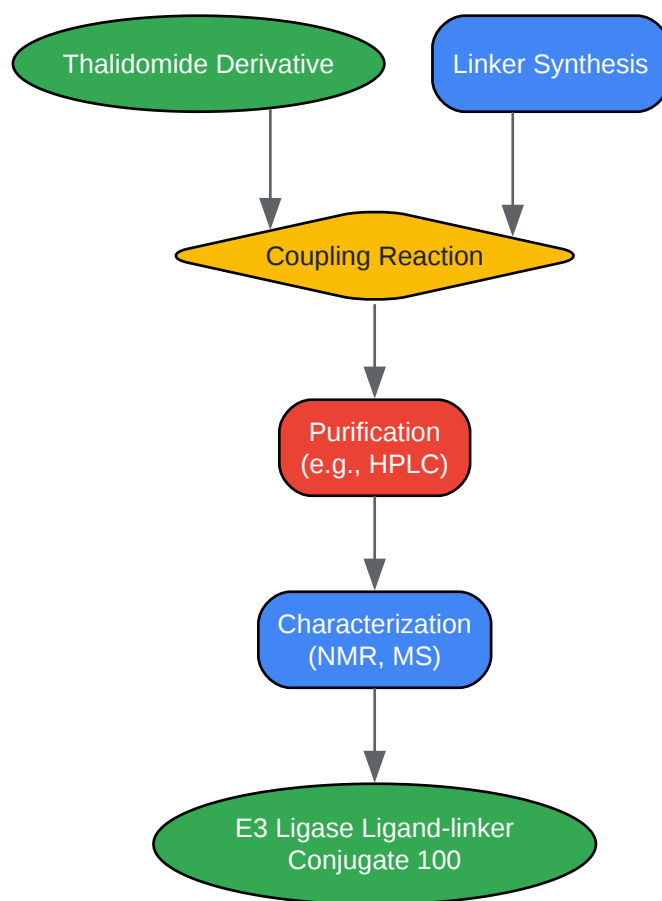 Thalidomide Derivative
Linker Synthesis
Coupling Reaction
Purification
(e.g., HPLC)
Characterization
(NMR, MS)
E3 Ligase Ligand-linker
Conjugate 100